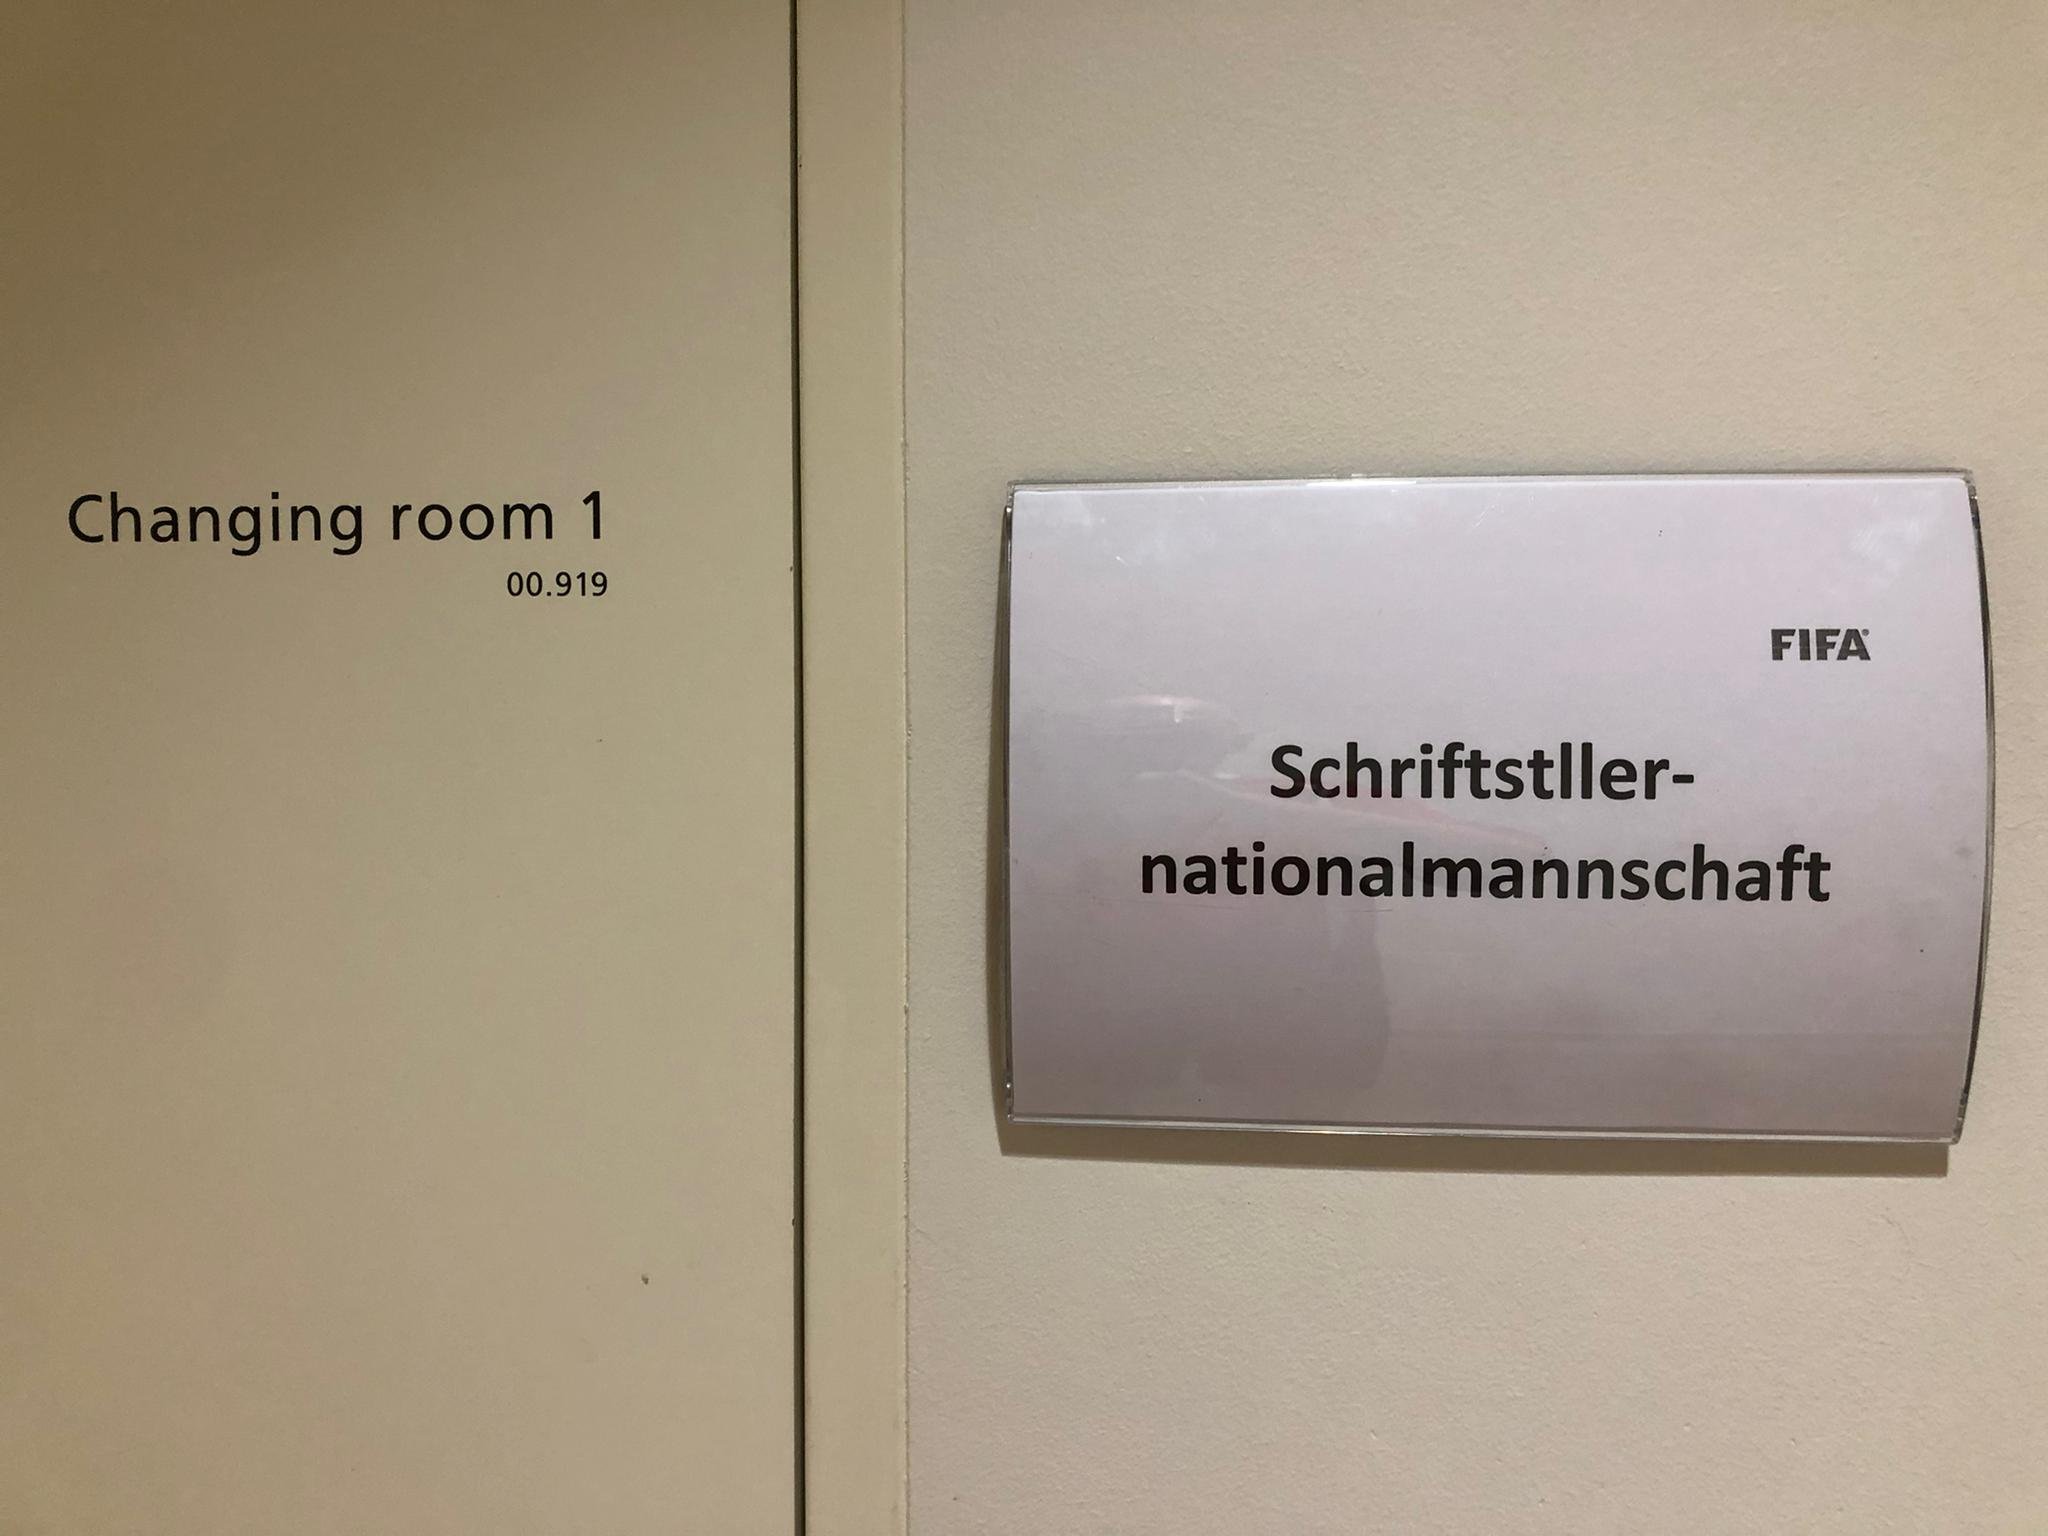 Changing room 1
00.919
FIFA
Schriftstller-
nationalmannschaft